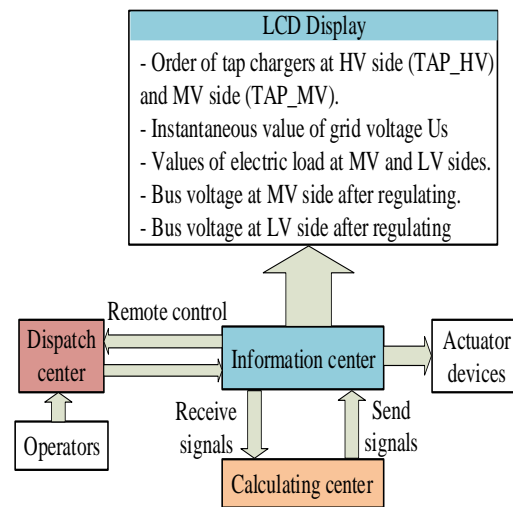 LCD Display
- Order of tap chargers at HV side (TAP_HV)
and MV side (TAP_MV).
- Instantaneous value of grid voltage Us
- Values of electric load at MV and LV sides.
- Bus voltage at MV side after regulating.
- Bus voltage at LV side after regulating
Remote control
Dispatch
center
Information center
Actuator
devices
Operators
Receive
signals
Send
signals
Calculating center